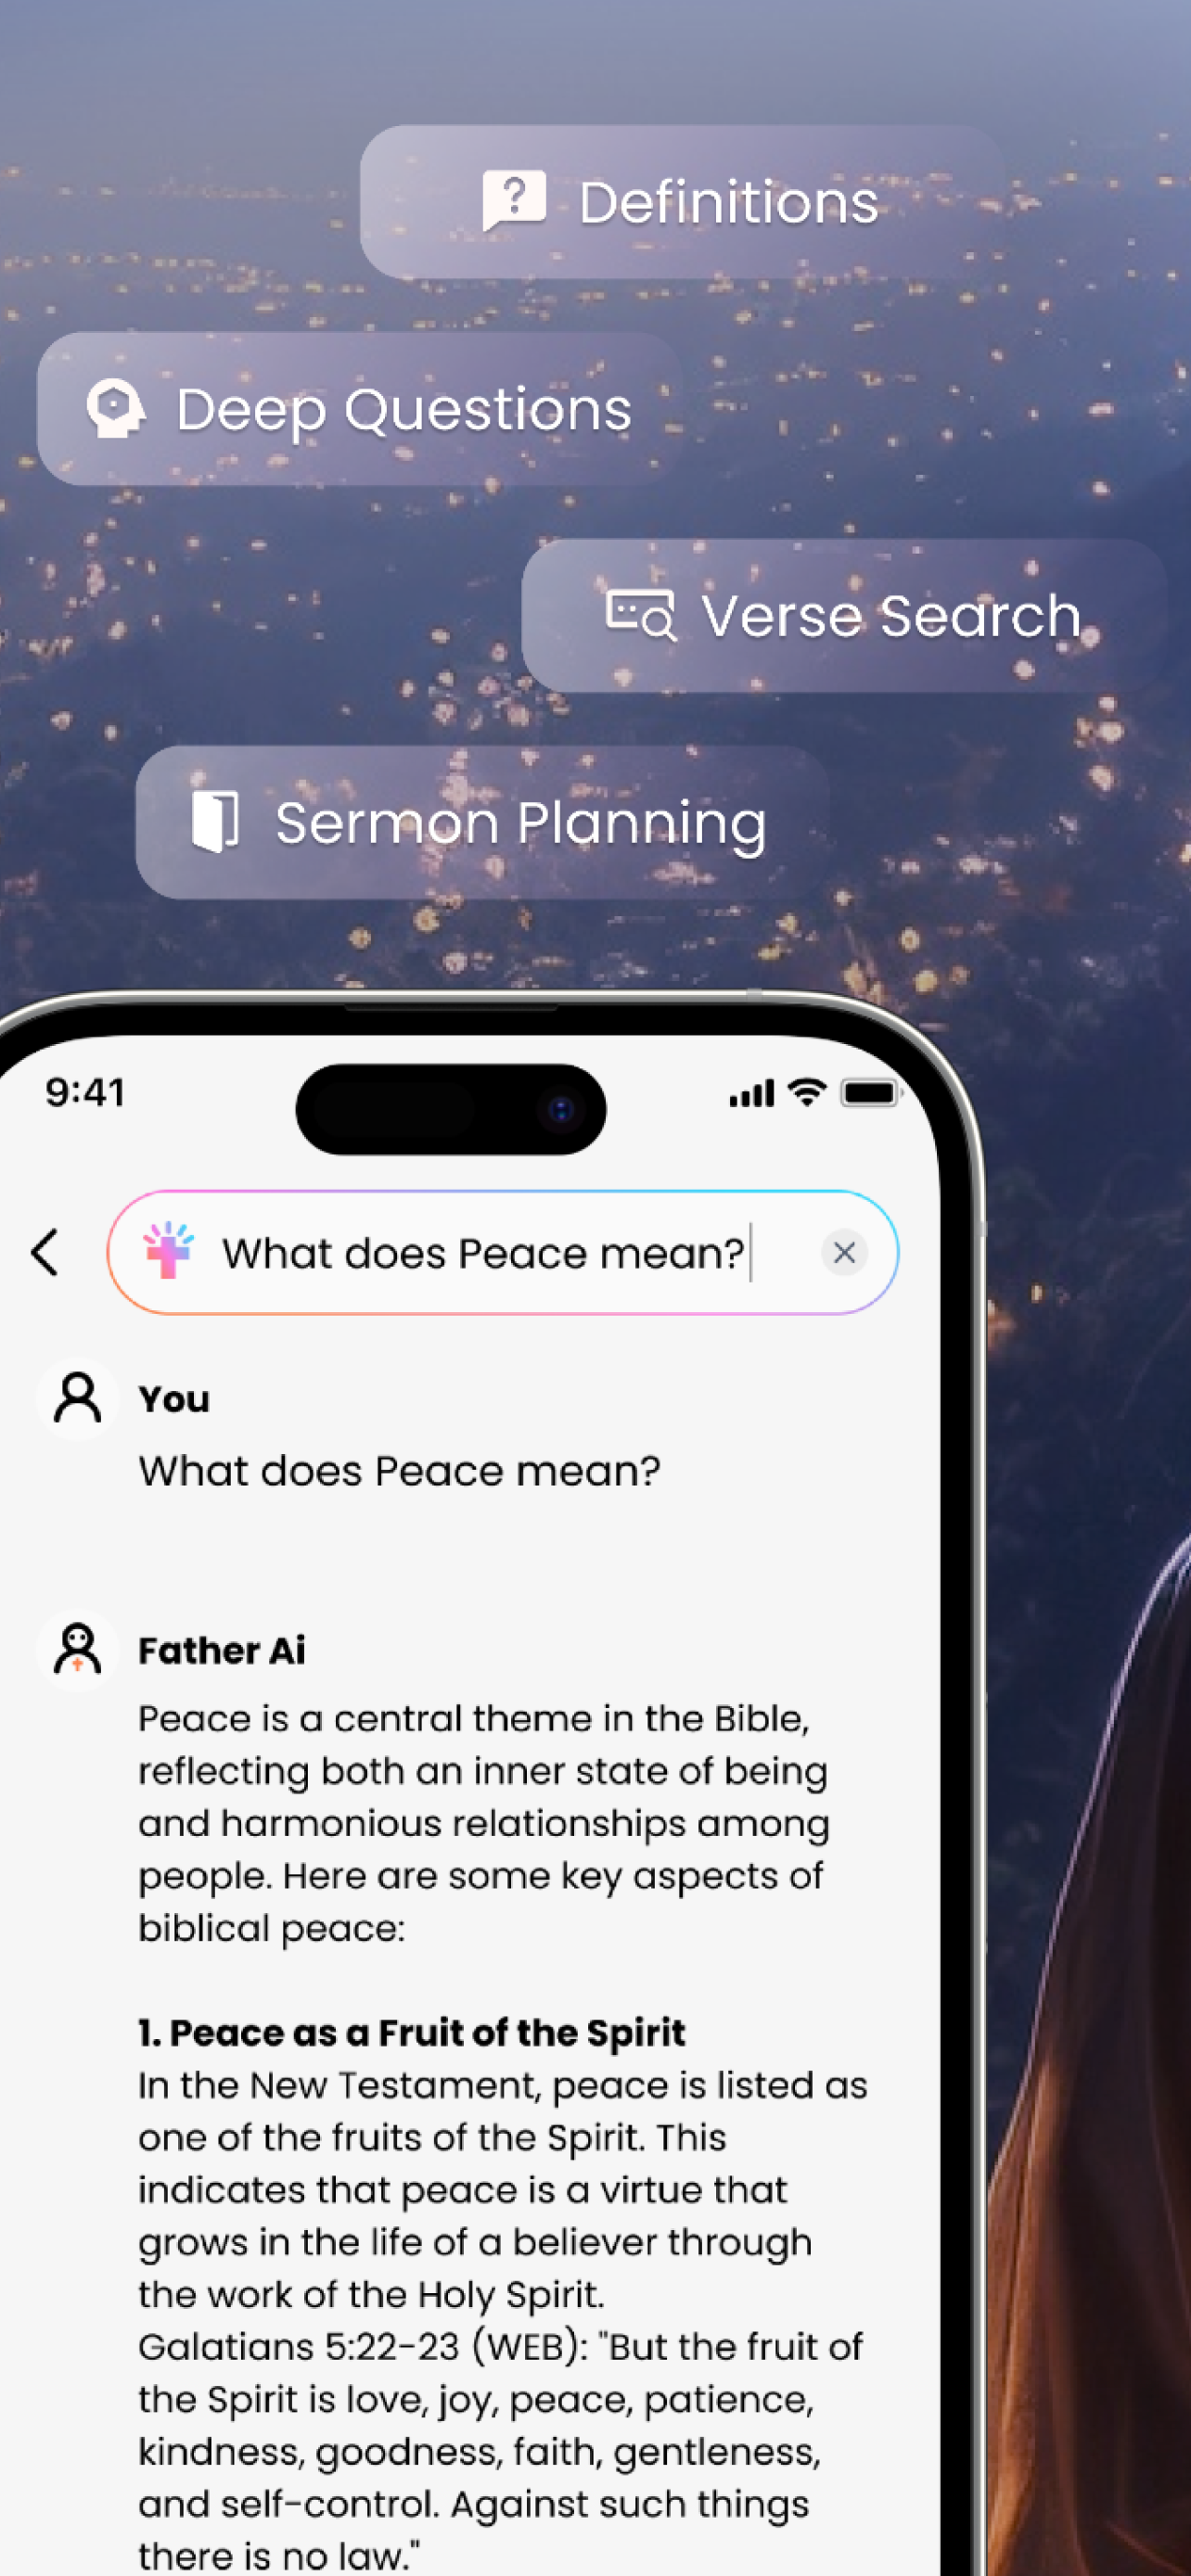 Definitions
Deep Questions
Verse Search
Sermon Planning
9:41
What does Peace mean?
You
What does Peace mean?
Father Ai
Peace is a central theme in the Bible,
reflecting both an inner state of being
and harmonious relationships among
people. Here are some key aspects of
biblical peace:
1. Peace as a Fruit of the Spirit
In the New Testament, peace is listed as
one of the fruits of the Spirit. This
indicates that peace is a virtue that
grows in the life of a believer through
the work of the Holy Spirit.
Galatians 5:22-23 (WEB): "But the fruit of
the Spirit is love, joy, peace, patience,
kindness, goodness, faith, gentleness,
and self-control. Against such things
there is no law."